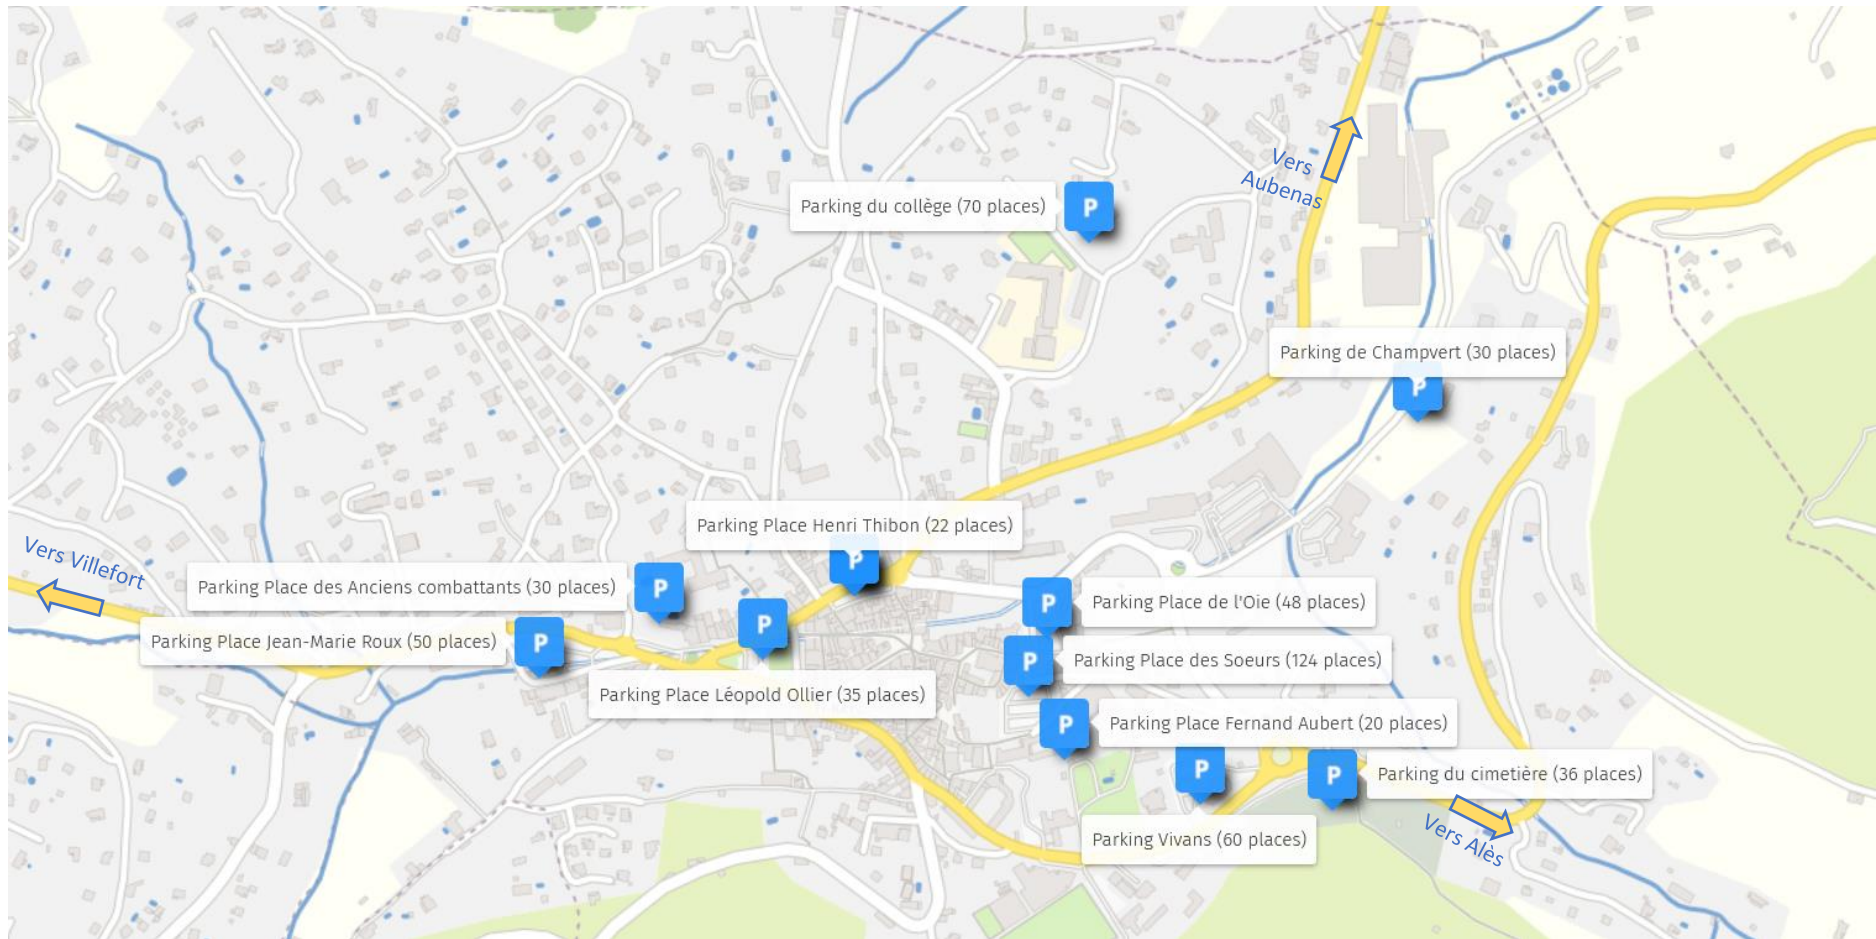 Vers
Aubenas
Parking du collège (70 places)
P
Parking de Champvert (30 places)
P
Parking Place Henri Thibon (22 places)
P
Vers Villefort
Parking Place des Anciens combattants (30 places)
P
Parking Place de l'Oie (48 places)
P
Parking Place Jean-Marie Roux (50 places)
P
P
Parking Place Léopold Ollier (35 places)
Parking Place des Soeurs (124 places)
P
Parking Place Fernand Aubert (20 places)
P
P
Parking Vivans (60 places)
P
Parking du cimetière (36 places)
Vers Alès